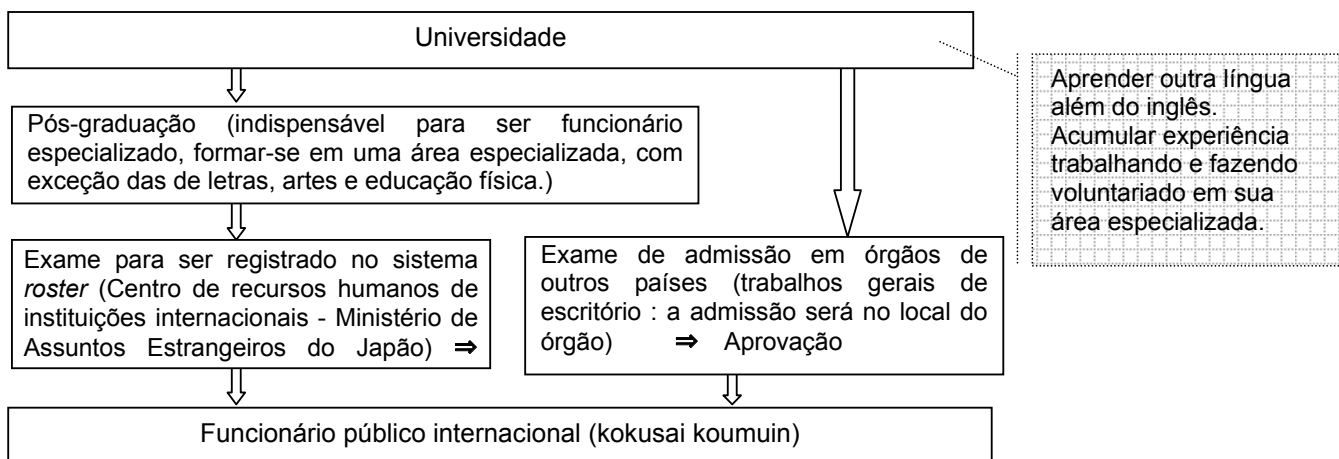 Universidade
Aprender outra língua
além do inglês.
Acumular experiência
trabalhando e fazendo
voluntariado em sua
área especializada.
Pós-graduação (indispensável para ser funcionário
especializado, formar-se em uma área especializada, com
exceção das de letras, artes e educação física.)
Exame para ser registrado no sistema
roster (Centro de recursos humanos de
instituições internacionais - Ministério de
Assuntos Estrangeiros do Japão) ⇒
Exame de admissão em órgãos de
outros países (trabalhos gerais de
escritório : a admissão será no local do
órgão) ⇒ Aprovação
Funcionário público internacional (kokusai koumuin)